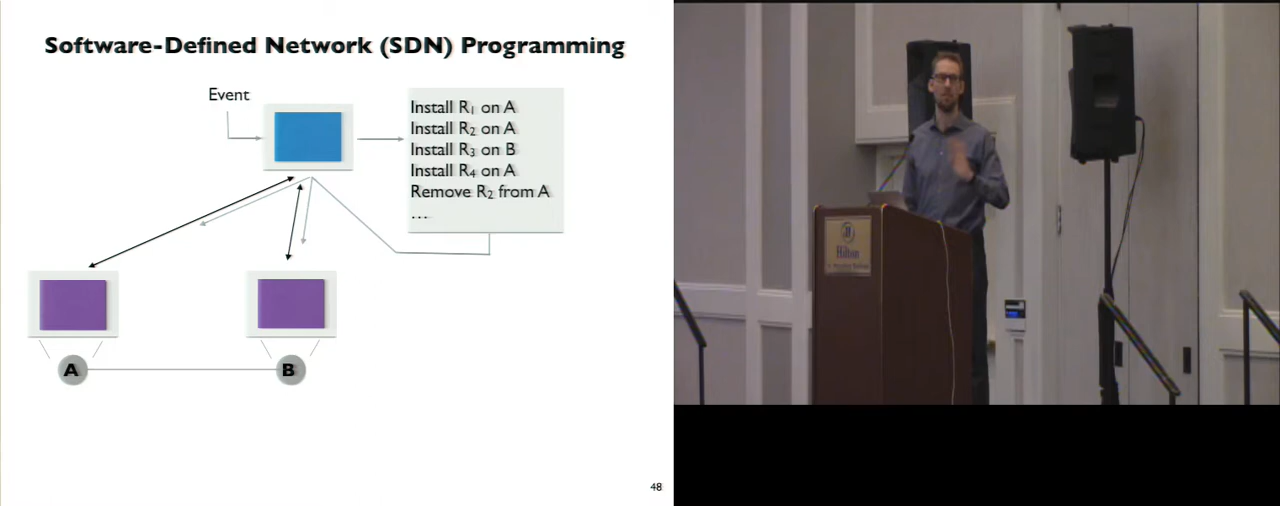 Software-Defined Network (SDN) Programming
Event
Install R₁ on A
Install R₂ on A
Install R₃ on B
Install R₄ on A
Remove R₂ from A
...
A
B
48
Hilton